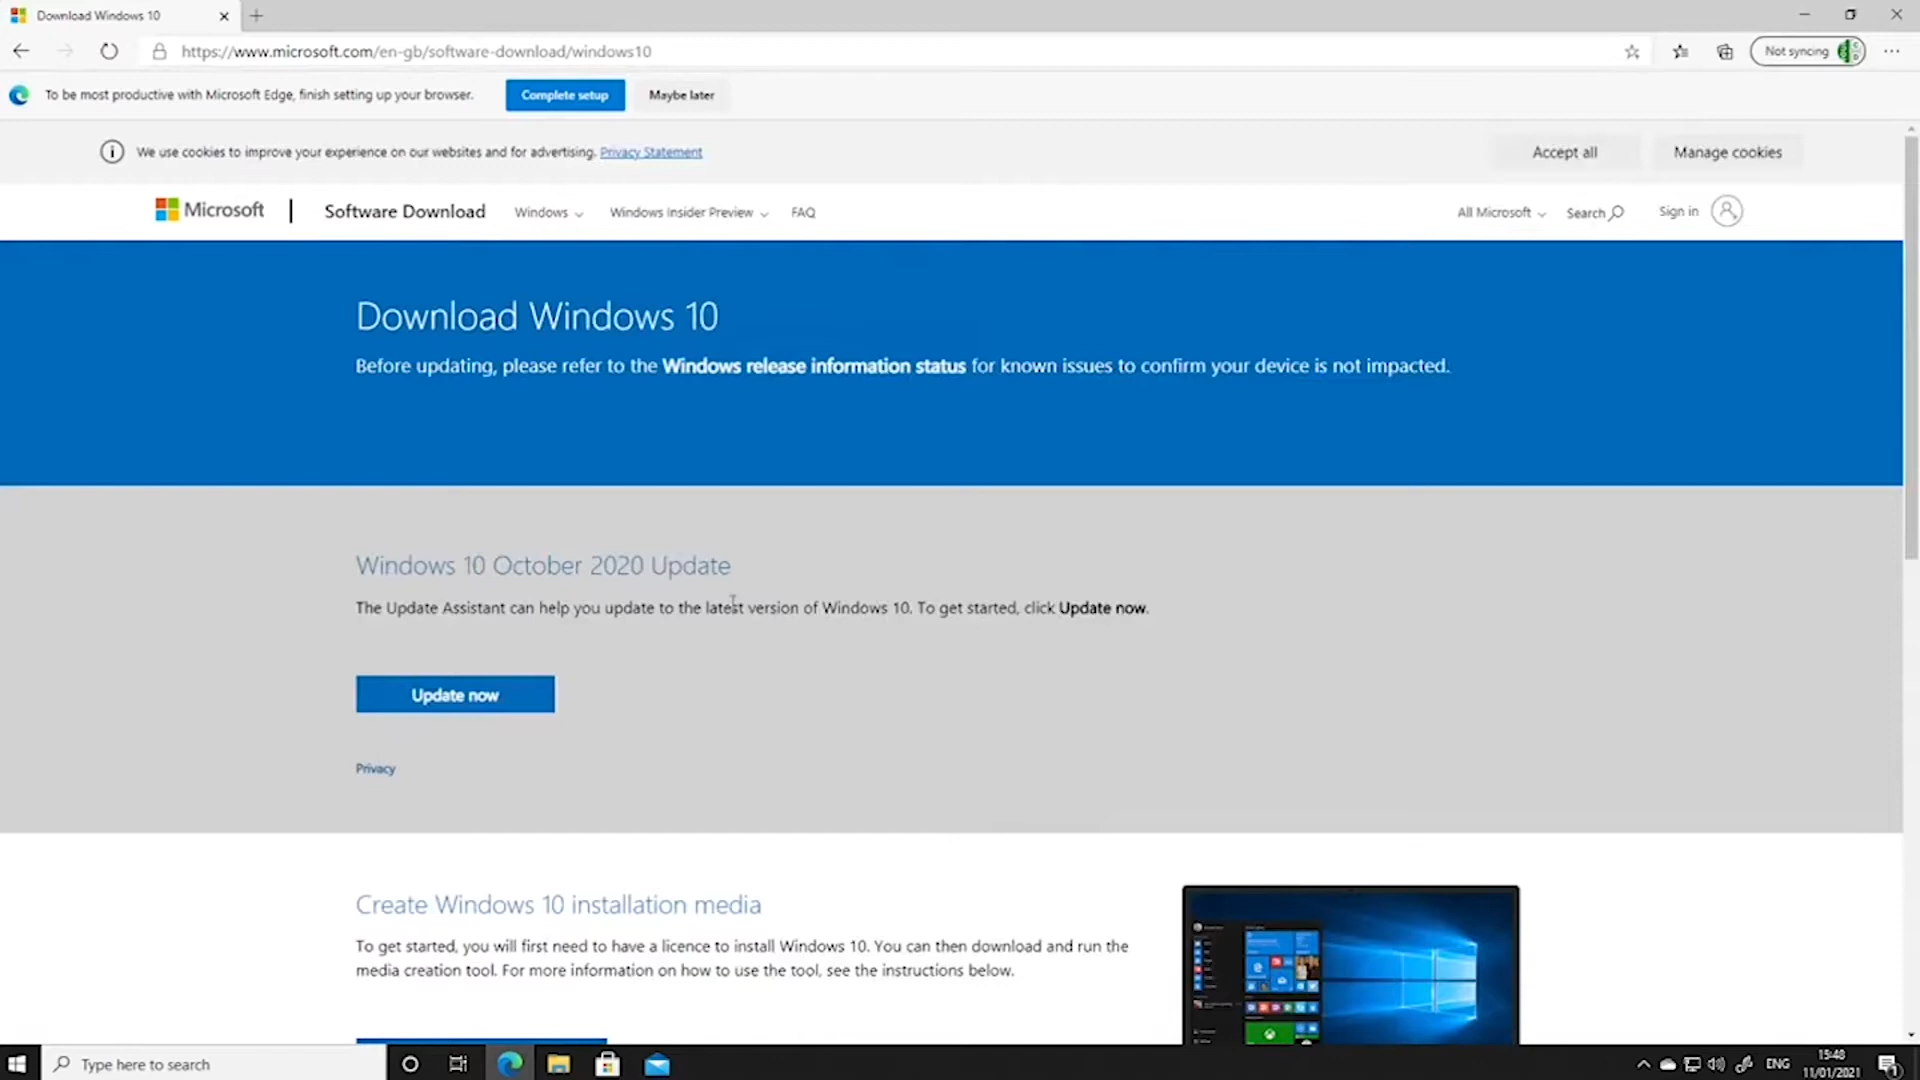 Download Windows 10
https://www.microsoft.com/en-gb/software-download/windows10
Not syncing
To be most productive with Microsoft Edge, finish setting up your browser.
Complete setup
Maybe later
We use cookies to improve your experience on our websites and for advertising. Privacy Statement
Accept all
Manage cookies
Microsoft
Software Download
Windows
Windows Insider Preview
FAQ
All Microsoft
Search
Sign in
Download Windows 10
Before updating, please refer to the Windows release information status for known issues to confirm your device is not impacted.
Windows 10 October 2020 Update
The Update Assistant can help you update to the latest version of Windows 10. To get started, click Update now.
Update now
Privacy
Create Windows 10 installation media
To get started, you will first need to have a licence to install Windows 10. You can then download and run the
media creation tool. For more information on how to use the tool, see the instructions below.
Type here to search
ENG
15:48
11/01/2021
1